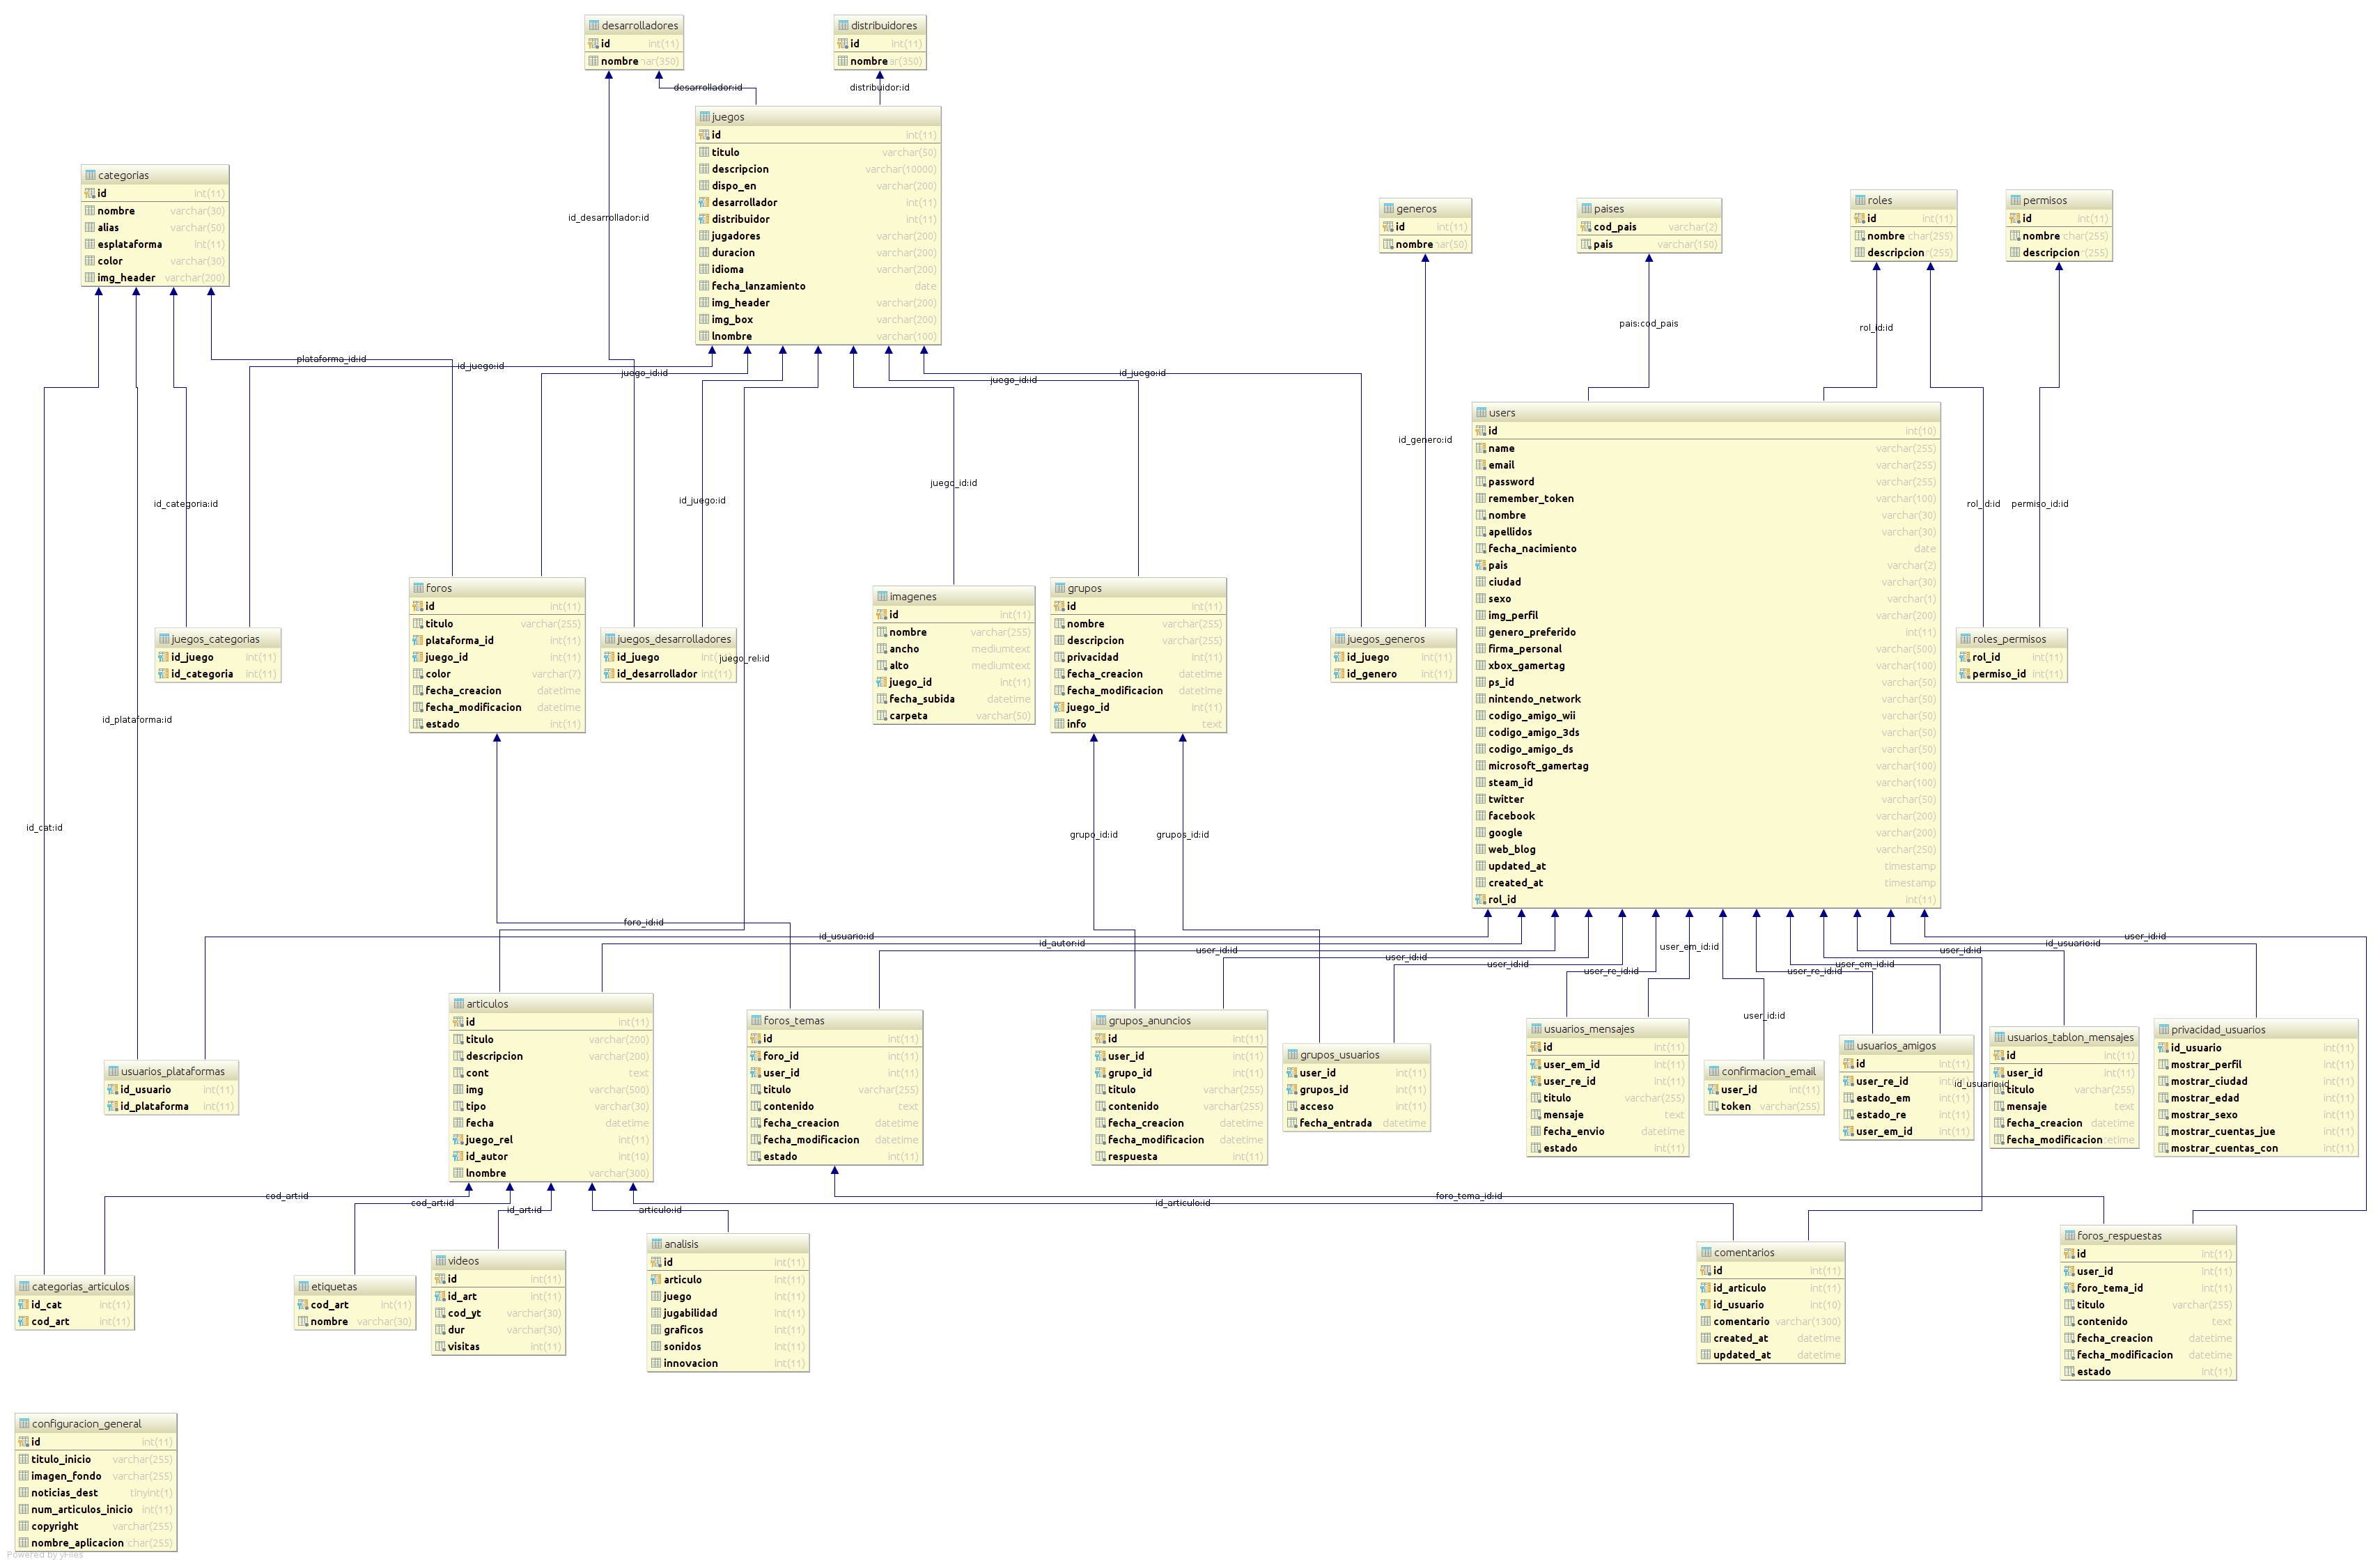 desarrolladores
id int(11)
nombre har(350)
distribuidores
id int(11)
nombre ar(350)
desarrollador:id
distribuidor:id
juegos
id int(11)
titulo varchar(50)
descripcion varchar(10000)
dispo_en varchar(200)
desarrollador int(11)
distribuidor int(11)
jugadores varchar(200)
duracion varchar(200)
idioma varchar(200)
fecha_lanzamiento date
img_header varchar(200)
img_box varchar(200)
lnombre varchar(100)
categorias
id int(11)
nombre varchar(30)
alias varchar(50)
esplataforma int(11)
color varchar(30)
img_header varchar(200)
id_desarrollador:id
generos
id int(11)
nombre har(50)
paises
cod_pais varchar(2)
pais varchar(150)
roles
id int(11)
nombre char(255)
descripcion r(255)
permisos
id int(11)
nombre char(255)
descripcion r(255)
pais:cod_pais
rol_id:id
plataforma_id:id
id_juego:id
juego_id:id
juego_id:id
id_juego:id
users
id int(10)
name varchar(255)
email varchar(255)
password varchar(255)
remember_token varchar(100)
nombre varchar(30)
apellidos varchar(30)
fecha_nacimiento date
pais varchar(2)
ciudad varchar(30)
sexo varchar(1)
img_perfil varchar(200)
genero_preferido int(11)
firma_personal varchar(500)
xbox_gamertag varchar(100)
ps_id varchar(50)
nintendo_network varchar(50)
codigo_amigo_wii varchar(50)
codigo_amigo_3ds varchar(50)
codigo_amigo_ds varchar(50)
microsoft_gamertag varchar(100)
steam_id varchar(100)
twitter varchar(50)
facebook varchar(200)
google varchar(200)
web_blog varchar(250)
updated_at timestamp
created_at timestamp
rol_id int(11)
id_genero:id
juego_id:id
id_categoria:id
id_juego:id
rol_id:id
permiso_id:id
foros
id int(11)
titulo varchar(255)
plataforma_id int(11)
juego_id int(11)
color varchar(7)
fecha_creacion datetime
fecha_modificacion datetime
estado int(11)
imagenes
id int(11)
nombre varchar(255)
ancho mediumtext
alto mediumtext
juego_id int(11)
fecha_subida datetime
carpeta varchar(50)
grupos
id int(11)
nombre varchar(255)
descripcion varchar(255)
privacidad int(11)
fecha_creacion datetime
fecha_modificacion datetime
juego_id int(11)
info text
juegos_categorias
id_juego int(11)
id_categoria int(11)
juegos_desarrolladores
id_juego
id_desarrollador int(11)
juego_rel:id
juegos_generos
id_juego int(11)
id_genero int(11)
roles_permisos
rol_id int(11)
permiso_id int(11)
id_plataforma:id
id_cat:id
grupo_id:id
grupos_id:id
foro_id:id
id_usuario:id
id_autor:id
user_id:id
user_id:id
user_id:id
user_re_id:id
user_em_id:id
user_re_id:id
user_em_id:id
user_id:id
id_usuario:id
user_id:id
articulos
id int(11)
titulo varchar(200)
descripcion varchar(200)
cont text
img varchar(500)
tipo varchar(30)
fecha datetime
juego_rel int(11)
id_autor int(10)
lnombre varchar(300)
foros_temas
id int(11)
foro_id int(11)
user_id int(11)
titulo varchar(255)
contenido text
fecha_creacion datetime
fecha_modificacion datetime
estado int(11)
grupos_anuncios
id int(11)
user_id int(11)
grupo_id int(11)
titulo varchar(255)
contenido varchar(255)
fecha_creacion datetime
fecha_modificacion datetime
respuesta int(11)
grupos_usuarios
user_id int(11)
grupos_id int(11)
acceso int(11)
fecha_entrada datetime
usuarios_mensajes
id int(11)
user_em_id int(11)
user_re_id int(11)
titulo varchar(255)
mensaje text
fecha_envio datetime
estado int(11)
user_id:id
confirmacion_email
user_id int(11)
token varchar(255)
usuarios_amigos
id int(11)
user_re_id
estado_em int(11)
estado_re int(11)
user_em_id int(11)
id_usuario:id
usuarios_tablon_mensajes
id int(11)
user_id int(11)
titulo varchar(255)
mensaje text
fecha_creacion datetime
fecha_modificacion etime
privacidad_usuarios
id_usuario int(11)
mostrar_perfil int(11)
mostrar_ciudad int(11)
mostrar_edad int(11)
mostrar_sexo int(11)
mostrar_cuentas_jue int(11)
mostrar_cuentas_con int(11)
usuarios_plataformas
id_usuario int(11)
id_plataforma int(11)
cod_art:id
cod_art:id
id_art:id
articulo:id
id_articulo:id
foro_tema_id:id
categorias_articulos
id_cat int(11)
cod_art int(11)
etiquetas
cod_art int(11)
nombre varchar(30)
videos
id int(11)
id_art int(11)
cod_yt varchar(30)
dur varchar(30)
visitas int(11)
analisis
id int(11)
articulo int(11)
juego int(11)
jugabilidad int(11)
graficos int(11)
sonidos int(11)
innovacion int(11)
comentarios
id int(11)
id_articulo int(11)
id_usuario int(10)
comentario varchar(1300)
created_at datetime
updated_at datetime
foros_respuestas
id int(11)
user_id int(11)
foro_tema_id int(11)
titulo varchar(255)
contenido text
fecha_creacion datetime
fecha_modificacion datetime
estado int(11)
configuracion_general
id int(11)
titulo_inicio varchar(255)
imagen_fondo varchar(255)
noticias_dest tinyint(1)
num_articulos_inicio int(11)
copyright varchar(255)
nombre_aplicacion char(255)
Powered by yFiles